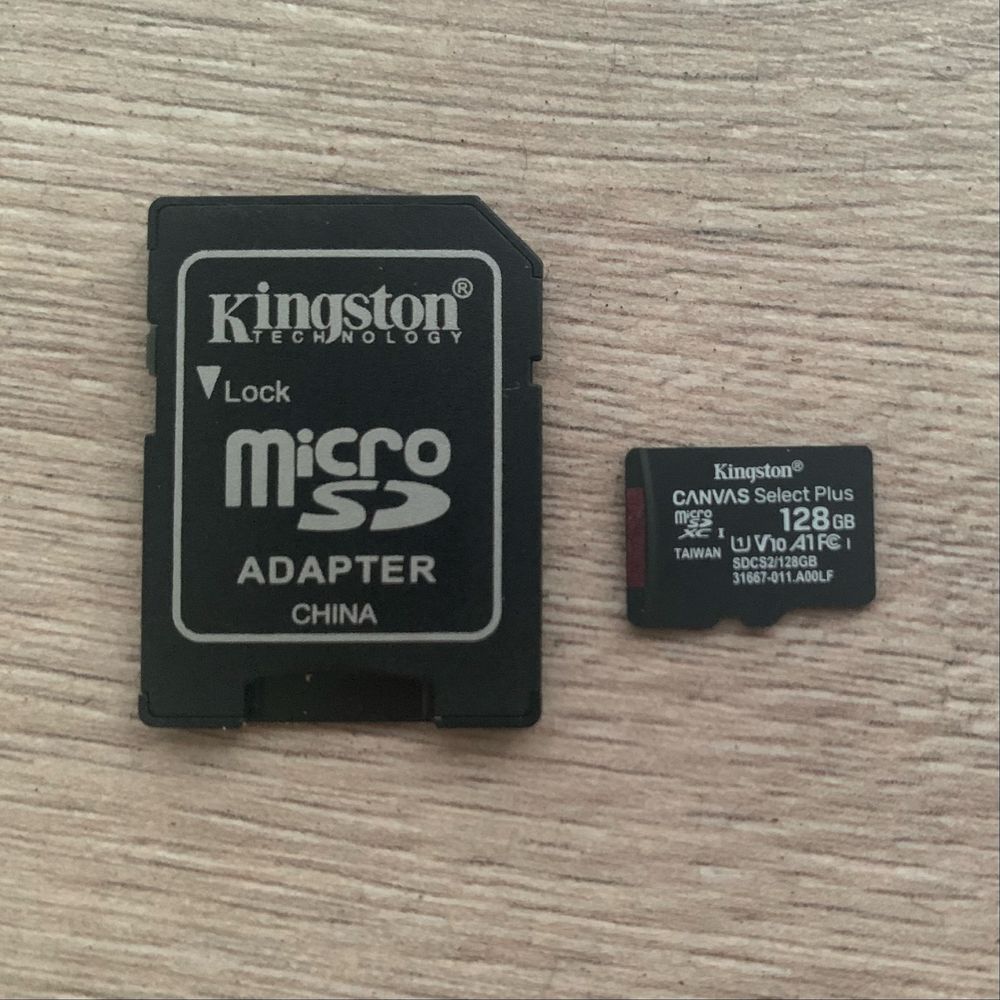 Kingston®
TECHNOLOGY
Lock
micro
SD
ADAPTER
CHINA
Kingston®
CANVAS Select Plus
micro SD XC I 128GB
TAIWAN U1 V10 A1 FC I
SDCS2/128GB
31667-011.A00LF